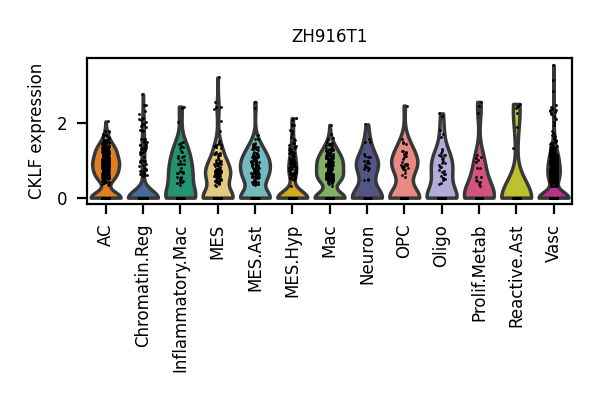 ZH916T1
CKLF expression
2
0
AC
Chromatin.Reg
Inflammatory.Mac
MES
MES.Ast
MES.Hyp
Mac
Neuron
OPC
Oligo
Prolif.Metab
Reactive.Ast
Vasc